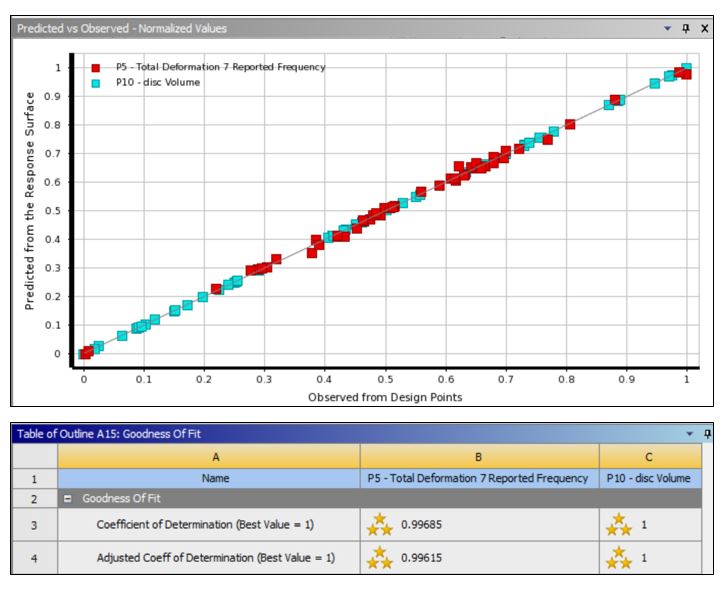 Predicted vs Observed - Normalized Values
P5 - Total Deformation 7 Reported Frequency
P10 - disc Volume
Predicted from the Response Surface
1
0.9
0.8
0.7
0.6
0.5
0.4
0.3
0.2
0.1
0
0 0.1 0.2 0.3 0.4 0.5 0.6 0.7 0.8 0.9 1
Observed from Design Points
Table of Outline A15: Goodness Of Fit
A B C
1 Name P5 - Total Deformation 7 Reported Frequency P10 - disc Volume
2 Goodness Of Fit
3 Coefficient of Determination (Best Value = 1) 0.99685 1
4 Adjusted Coeff of Determination (Best Value = 1) 0.99615 1